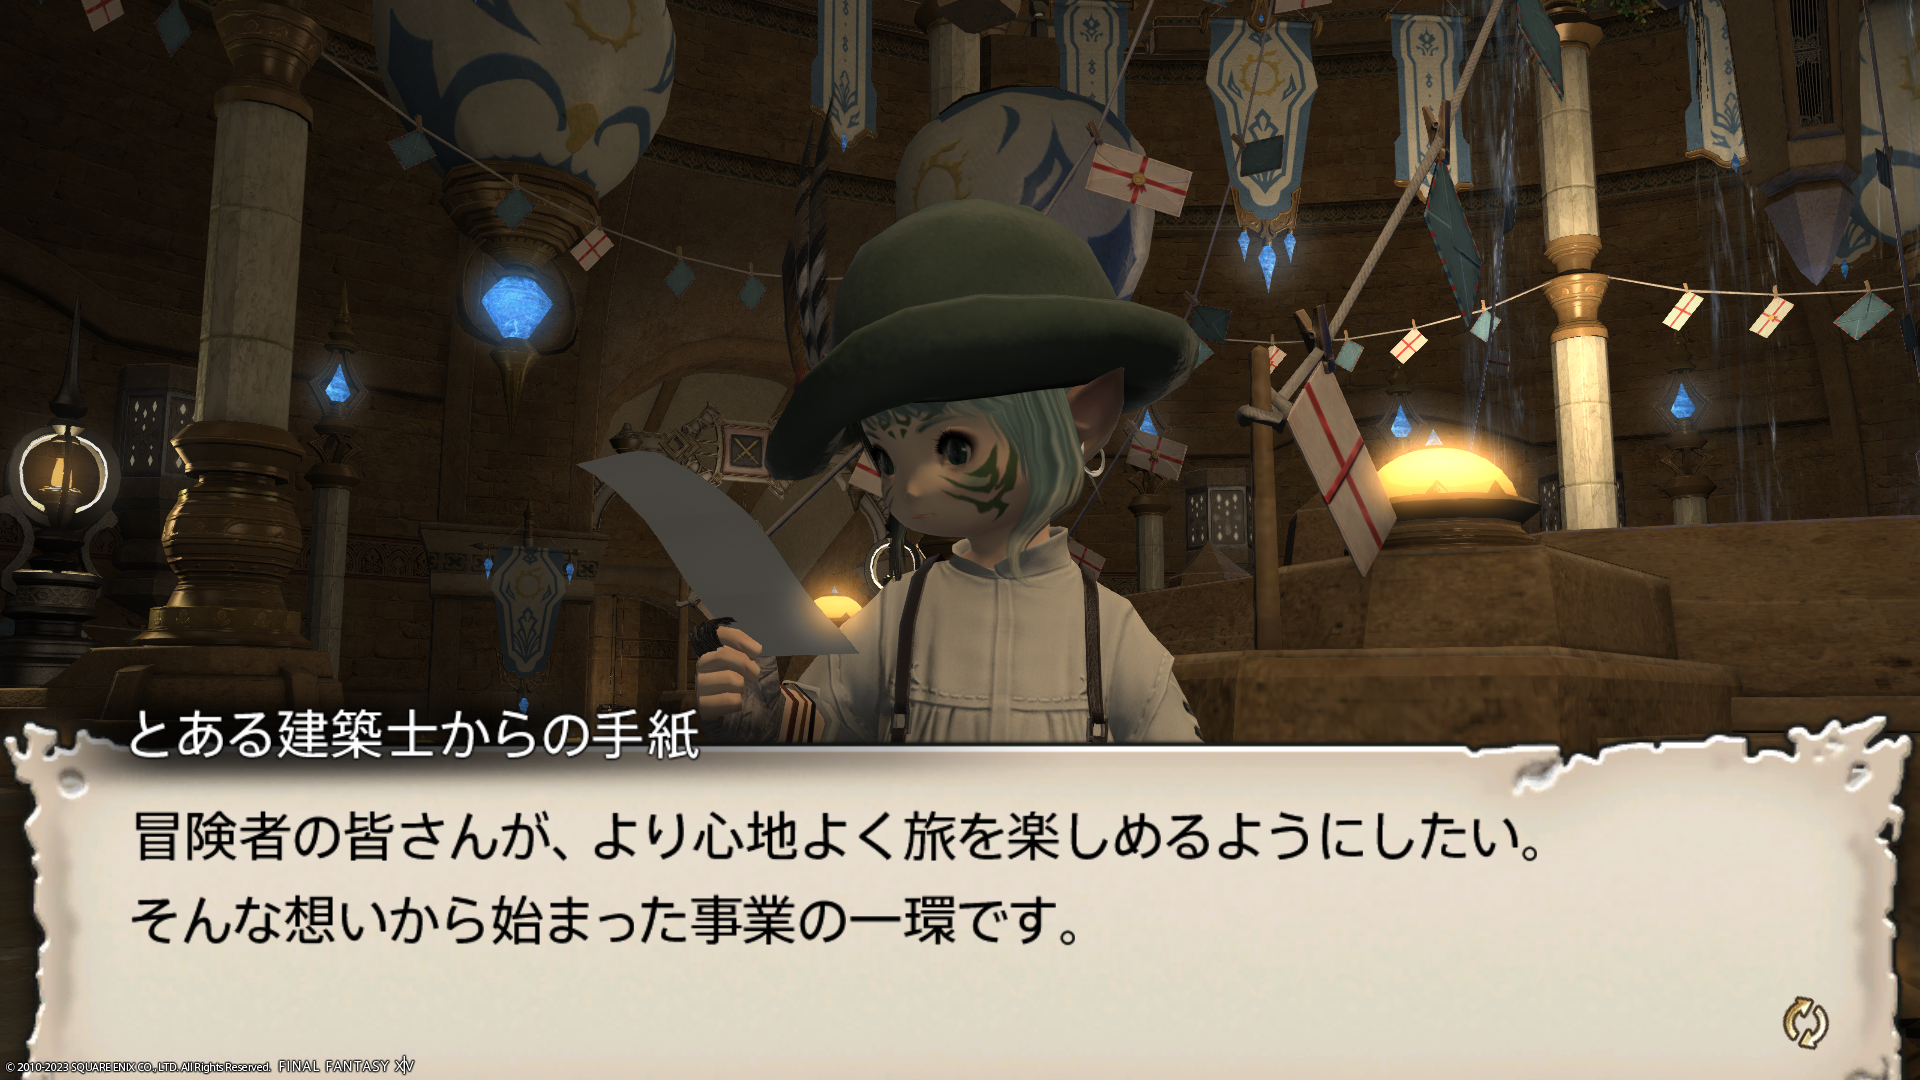 とある建築士からの手紙
冒険者の皆さんが、より心地よく旅を楽しめるようにしたい。
そんな想いから始まった事業の一環です。
© 2010-2023 SQUARE ENIX CO., LTD. All Rights Reserved. FINAL FANTASY XIV